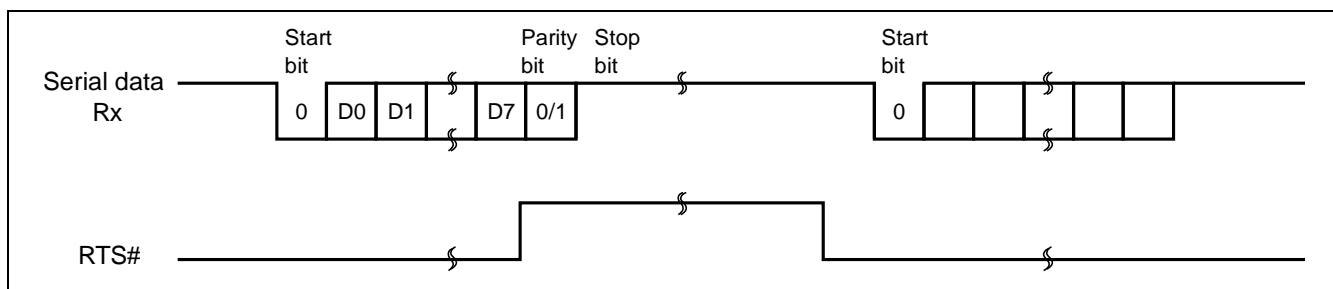 Start bit
Parity bit
Stop bit
Start bit
Serial data Rx
0
D0
D1
D7
0/1
0
RTS#